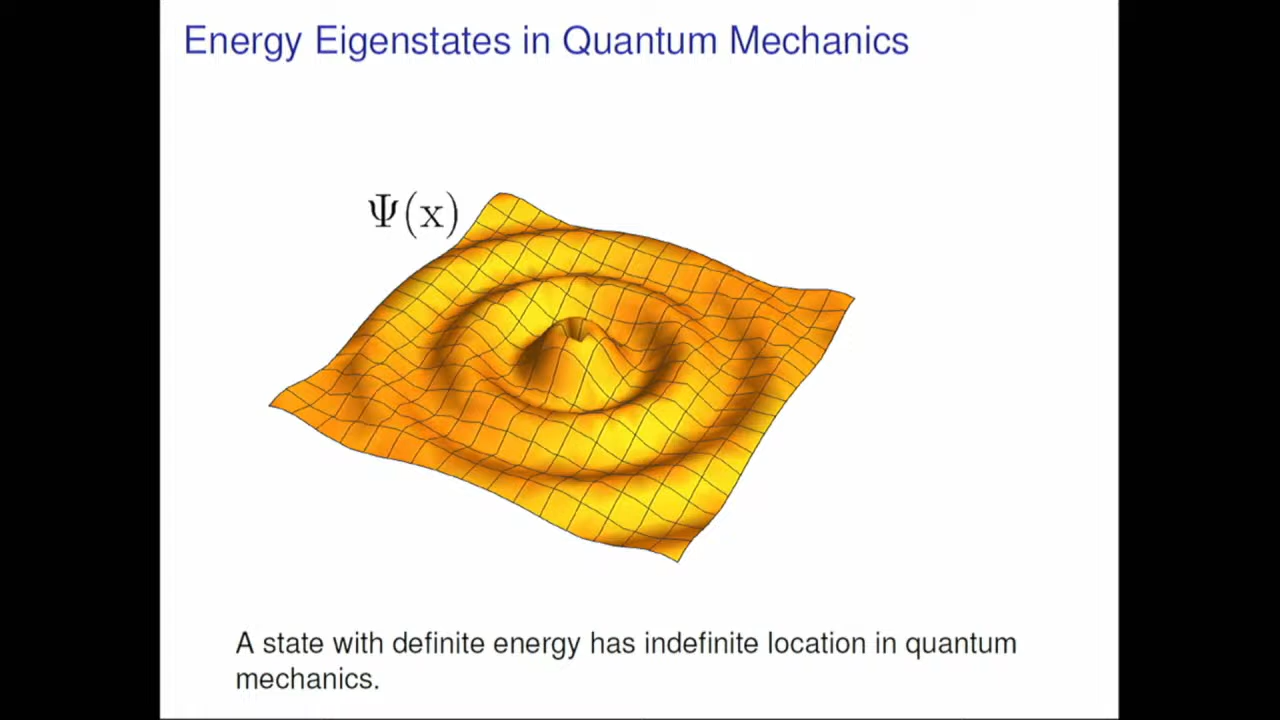 Energy Eigenstates in Quantum Mechanics
Ψ(x)
A state with definite energy has indefinite location in quantum
mechanics.